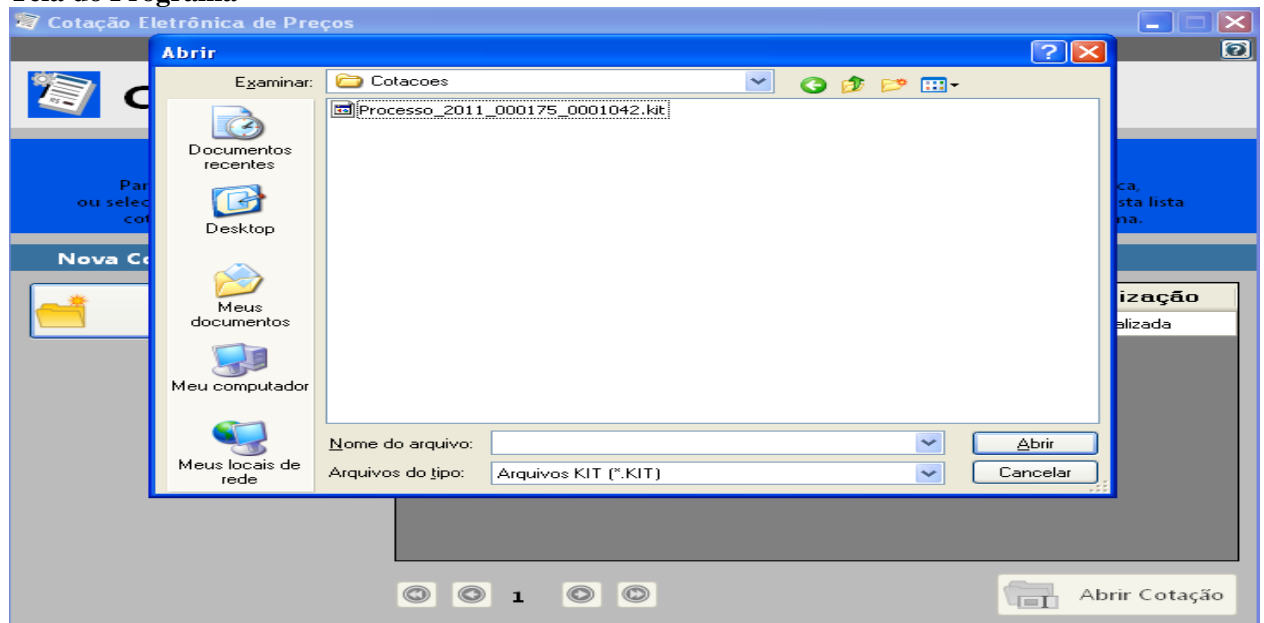 Tela do Programa
Cotação Eletrônica de Preços
Abrir
Examinar:
Cotacoes
C
Processo_2011_000175_0001042.kit
Documentos
recentes
Par
ou selec
cot
ca,
sta lista
na.
Desktop
Nova Co
Meus
documentos
ização
alizada
Meu computador
Meus locais de
rede
Nome do arquivo:
Abrir
Arquivos do tipo:
Arquivos KIT (*.KIT)
Cancelar
1
Abrir Cotação